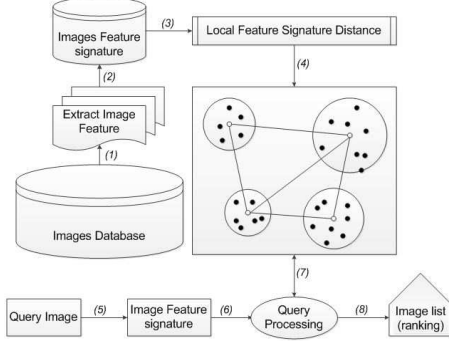 Images Feature
signature
(3)
Local Feature Signature Distance
(2)
(4)
Extract Image
Feature
(1)
Images Database
(7)
Query Image
(5)
Image Feature
signature
(6)
Query
Processing
(8)
Image list
(ranking)